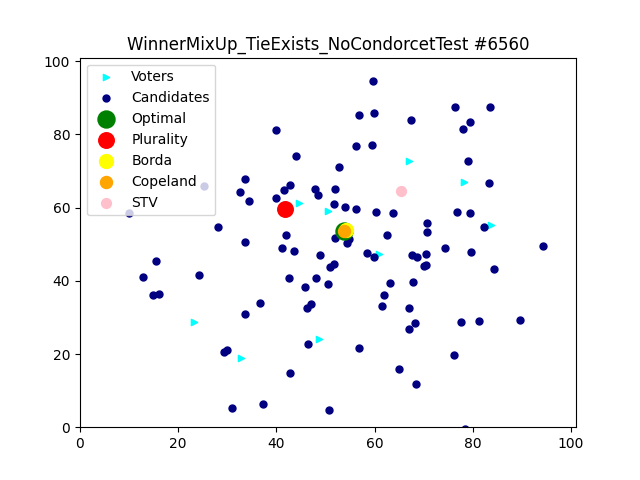 WinnerMixUp_TieExists_NoCondorcetTest #6560
Voters
Candidates
Optimal
Plurality
Borda
Copeland
STV
100
80
60
40
20
0
0 20 40 60 80 100